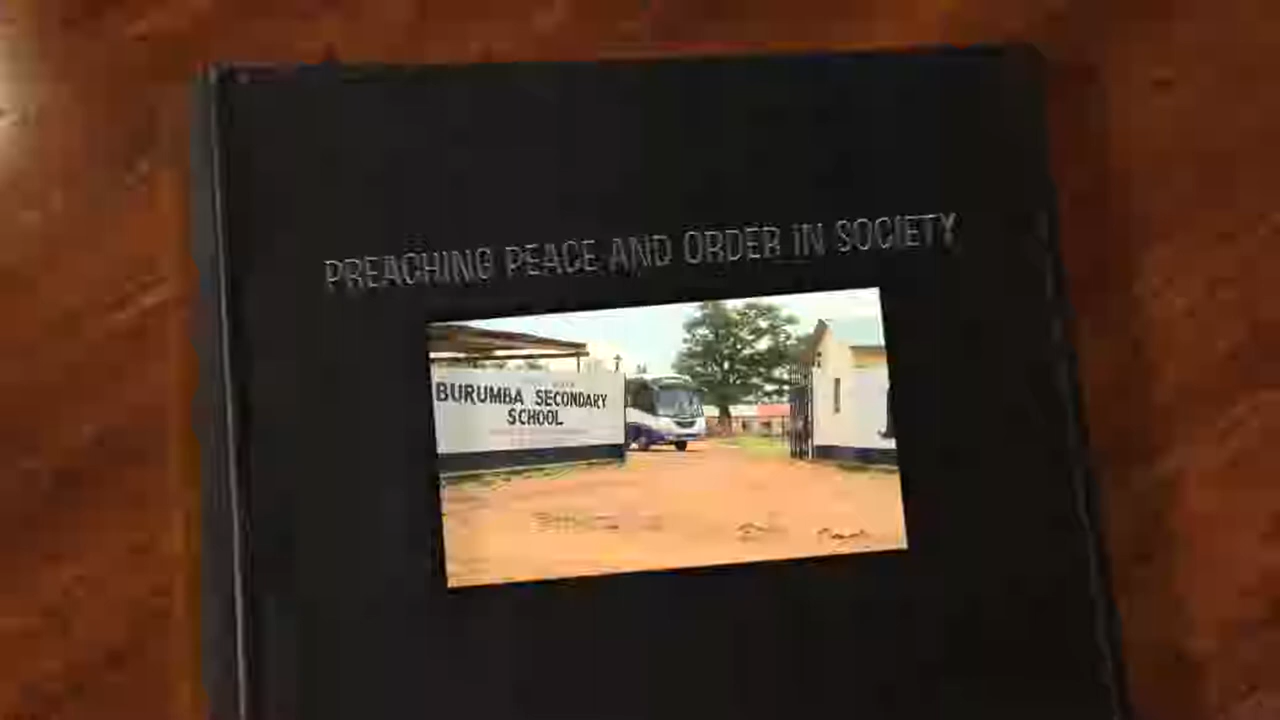 PREACHING PEACE AND ORDER IN SOCIETY
BURUMBA SECONDARY
SCHOOL